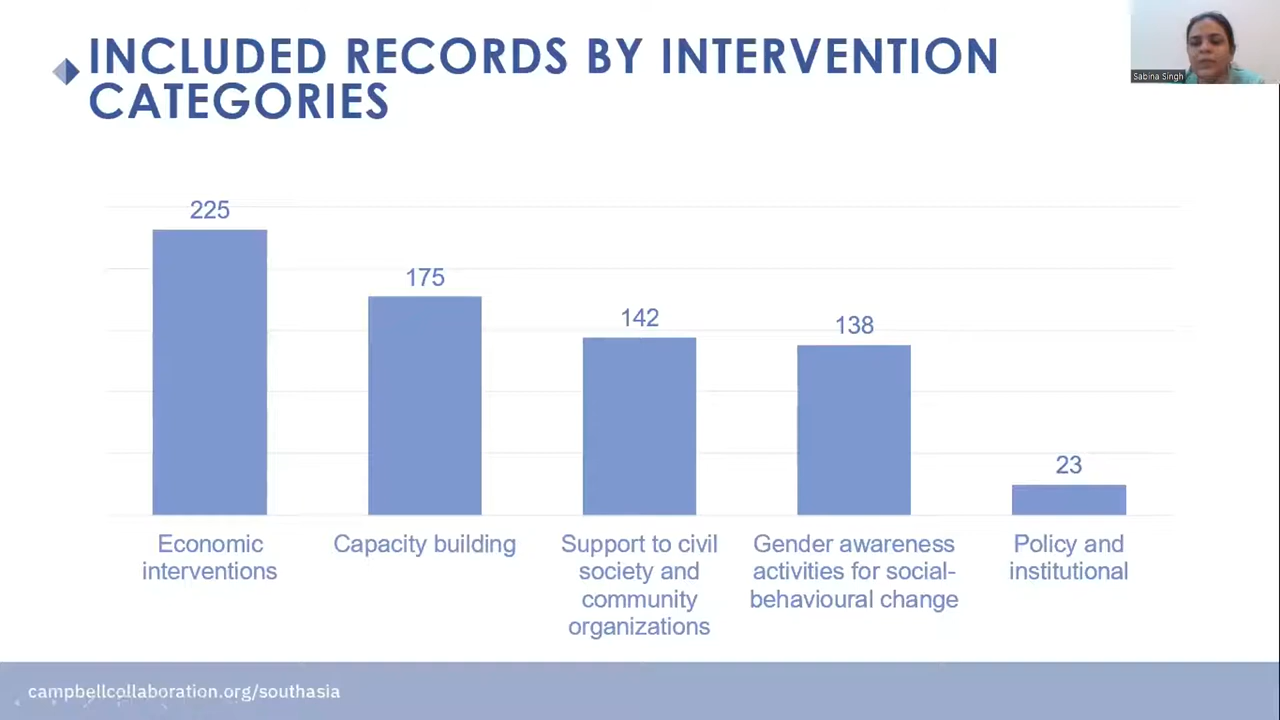 INCLUDED RECORDS BY INTERVENTION
CATEGORIES
Sabina Singh
225
175
142
138
23
Economic
interventions
Capacity building
Support to civil
society and
community
organizations
Gender awareness
activities for social-
behavioural change
Policy and
institutional
campbellcollaboration.org/southasia